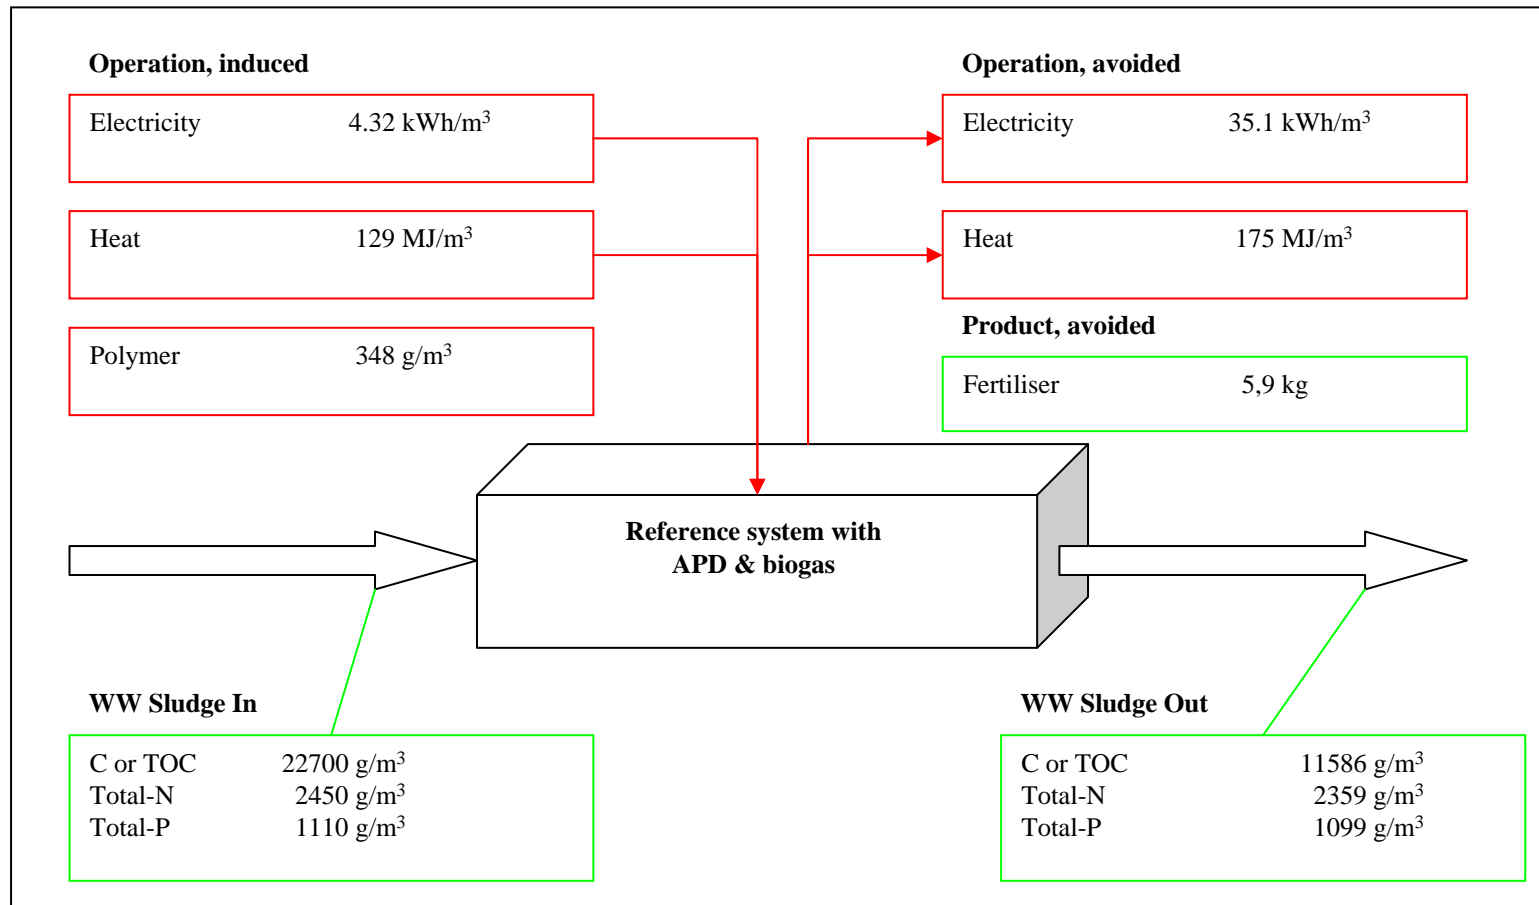 Operation, induced
Electricity 4.32 kWh/m³
Heat 129 MJ/m³
Polymer 348 g/m³
Operation, avoided
Electricity 35.1 kWh/m³
Heat 175 MJ/m³
Product, avoided
Fertiliser 5,9 kg
Reference system with
APD & biogas
WW Sludge In
C or TOC 22700 g/m³
Total-N 2450 g/m³
Total-P 1110 g/m³
WW Sludge Out
C or TOC 11586 g/m³
Total-N 2359 g/m³
Total-P 1099 g/m³